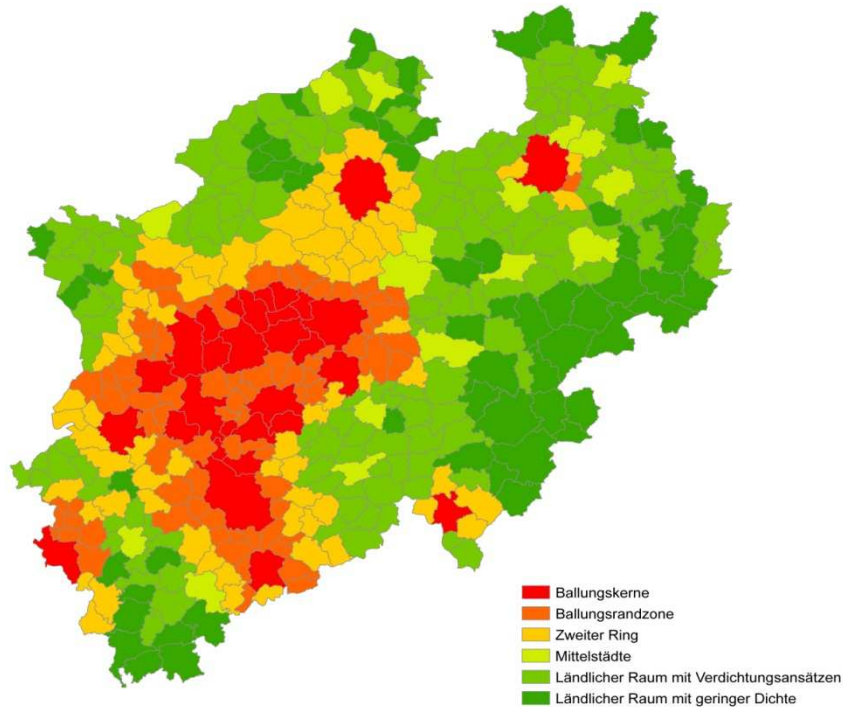 Ballungskerne
Ballungsrandzone
Zweiter Ring
Mittelstädte
Ländlicher Raum mit Verdichtungsansätzen
Ländlicher Raum mit geringer Dichte